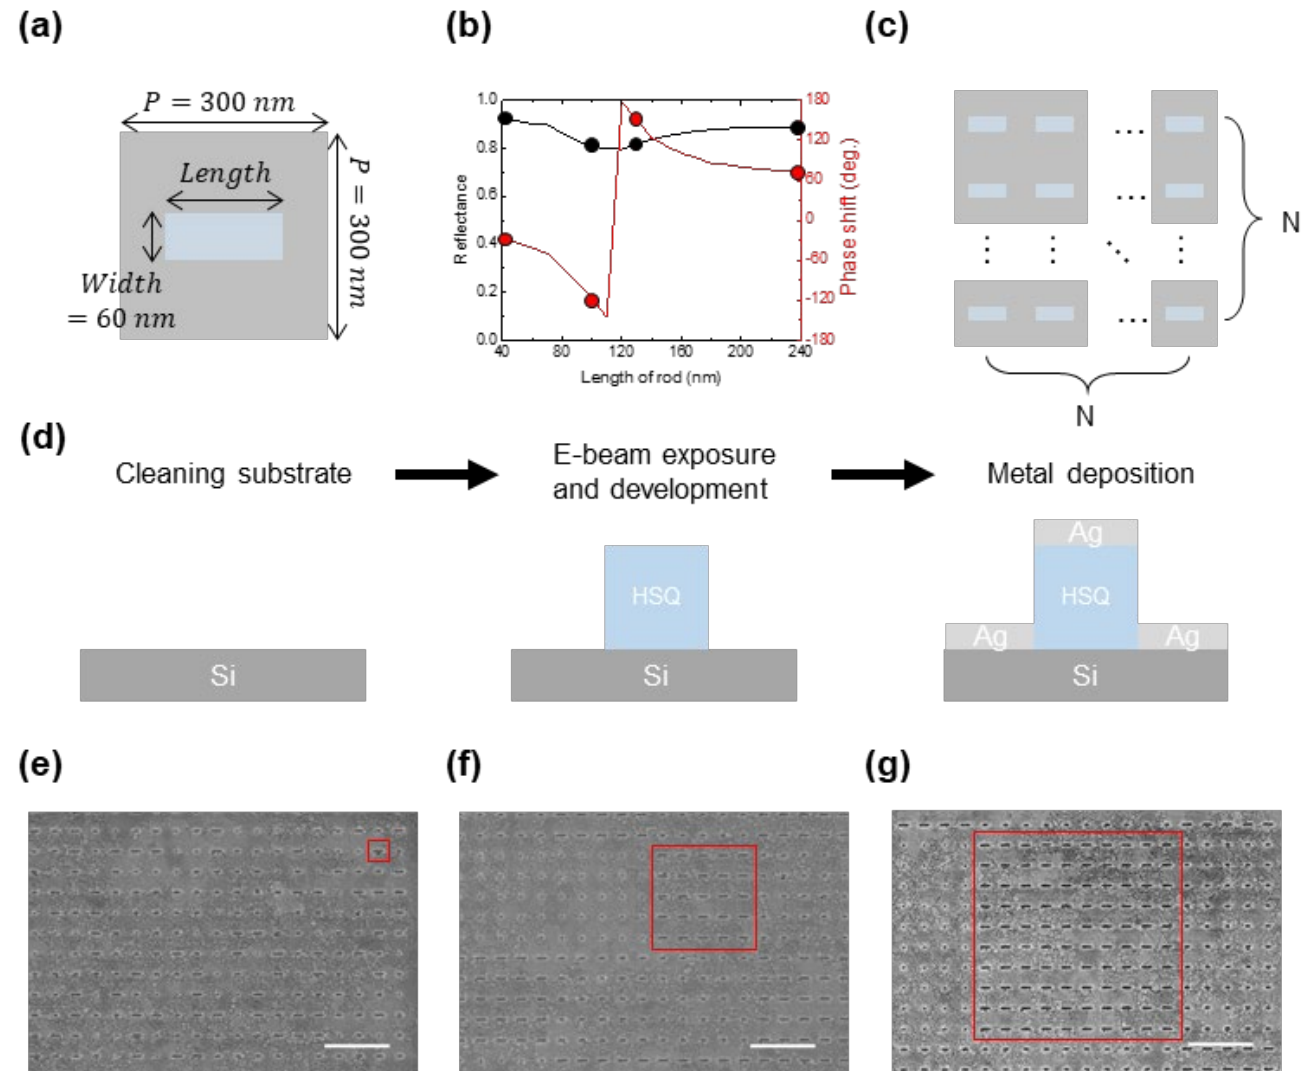 (a)
P = 300 nm
Length
P = 300 nm
Width
= 60 nm
(b)
1.0
0.8
0.6
0.4
0.2
0.0
Reflectance
40
80
120
160
200
240
Length of rod (nm)
180
120
60
0
-60
-120
-180
Phase shift (deg.)
(c)
...
...
N
...
N
(d)
Cleaning substrate
E-beam exposure
and development
Metal deposition
Si
HSQ
Si
Ag
HSQ
Ag
Ag
Si
(e)
(f)
(g)